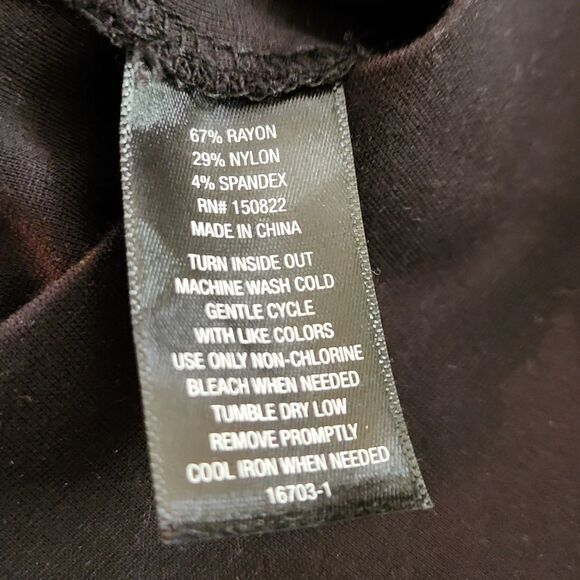 67% RAYON
29% NYLON
4% SPANDEX
RN# 150822
MADE IN CHINA
TURN INSIDE OUT
MACHINE WASH COLD
GENTLE CYCLE
WITH LIKE COLORS
USE ONLY NON-CHLORINE
BLEACH WHEN NEEDED
TUMBLE DRY LOW
REMOVE PROMPTLY
COOL IRON WHEN NEEDED
16703-1